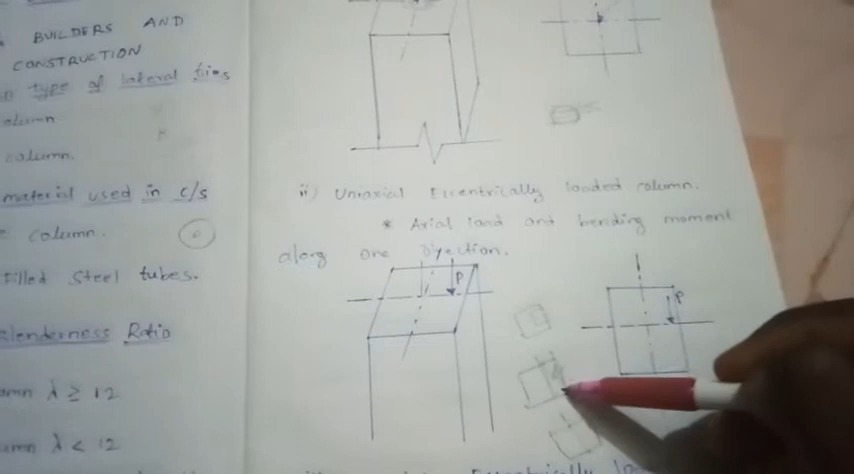 BUILDERS AND
CONSTRUCTION
type of lateral ties
column.
material used in c/s
column.
Filled Steel tubes.
Slenderness Ratio
λ ≥ 12
λ < 12
ii) Uniaxial Eccentrically loaded column.
* Axial load and bending moment
along one Direction.
P
P
Eccentrically